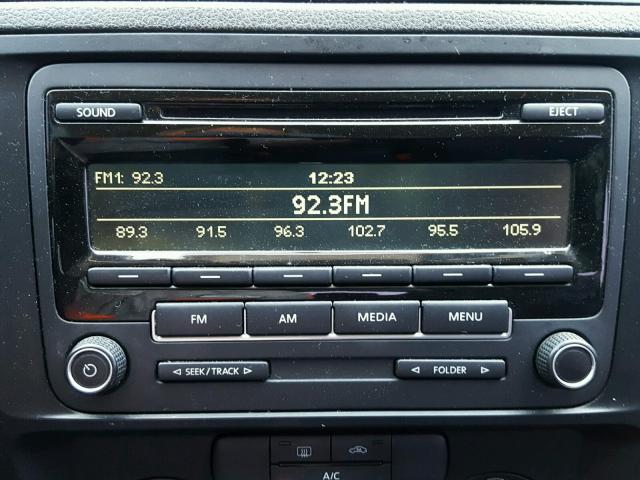 SOUND EJECT
FM1: 92.3 12:23
92.3FM
89.3 91.5 96.3 102.7 95.5 105.9
FM AM MEDIA MENU
◁ SEEK/TRACK ▷ ◁ FOLDER ▷
A/C